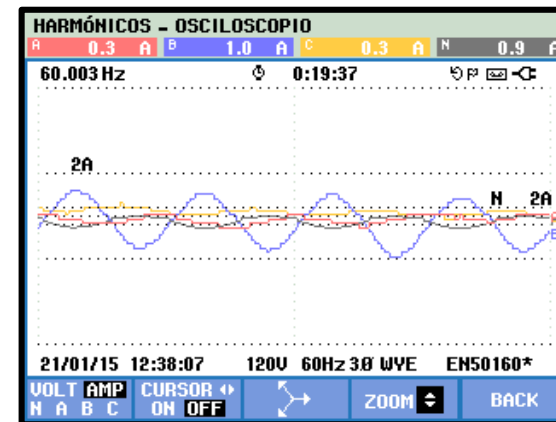 HARMÓNICOS – OSCILOSCOPIO
A 0.3 A B 1.0 A C 0.3 A N 0.9 A
60.003 Hz 0:19:37
2A
N 2A
21/01/15 12:38:07 120V 60Hz 3Ø WYE EN50160*
VOLT AMP CURSOR ZOOM BACK
N A B C ON OFF